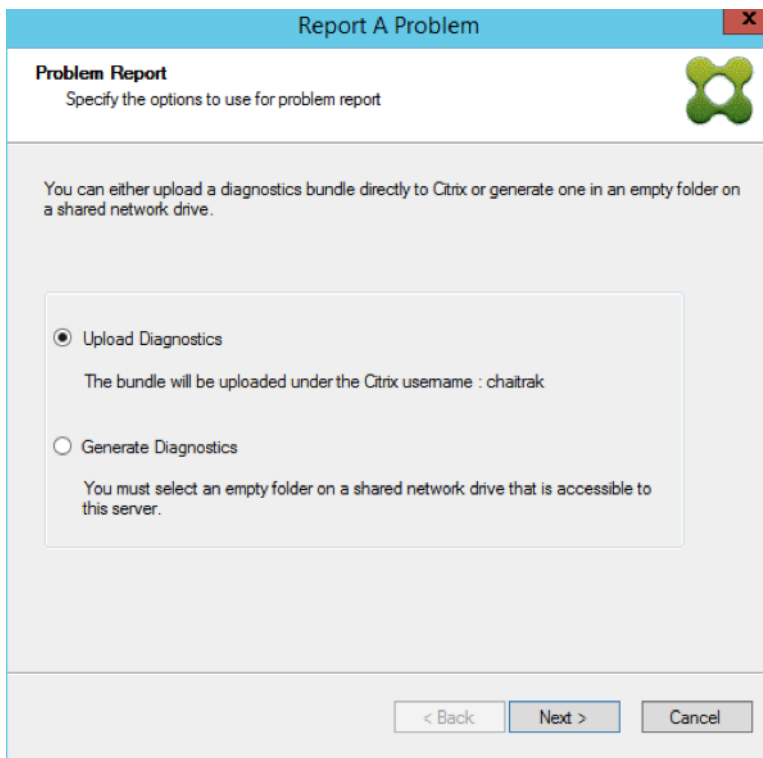 Report A Problem
x
Problem Report
Specify the options to use for problem report
You can either upload a diagnostics bundle directly to Citrix or generate one in an empty folder on
a shared network drive.
Upload Diagnostics
The bundle will be uploaded under the Citrix username : chaitrak
Generate Diagnostics
You must select an empty folder on a shared network drive that is accessible to
this server.
< Back Next > Cancel